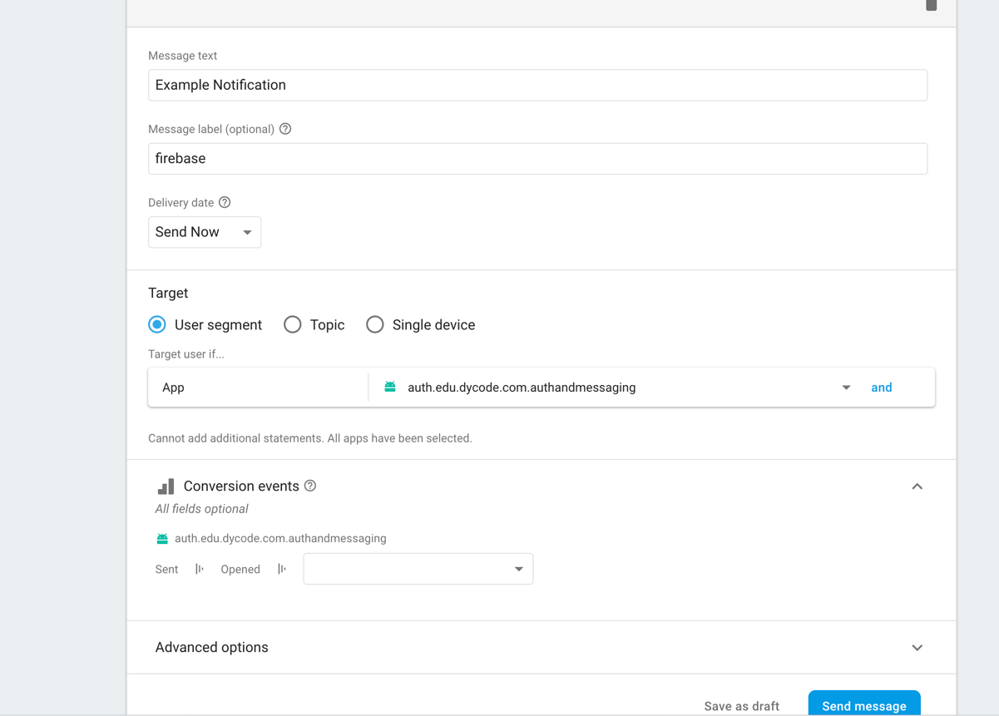 Message text
Example Notification
Message label (optional)
firebase
Delivery date
Send Now
Target
User segment Topic Single device
Target user if...
App auth.edu.dycode.com.authandmessaging and
Cannot add additional statements. All apps have been selected.
Conversion events
All fields optional
auth.edu.dycode.com.authandmessaging
Sent Opened
Advanced options
Save as draft Send message